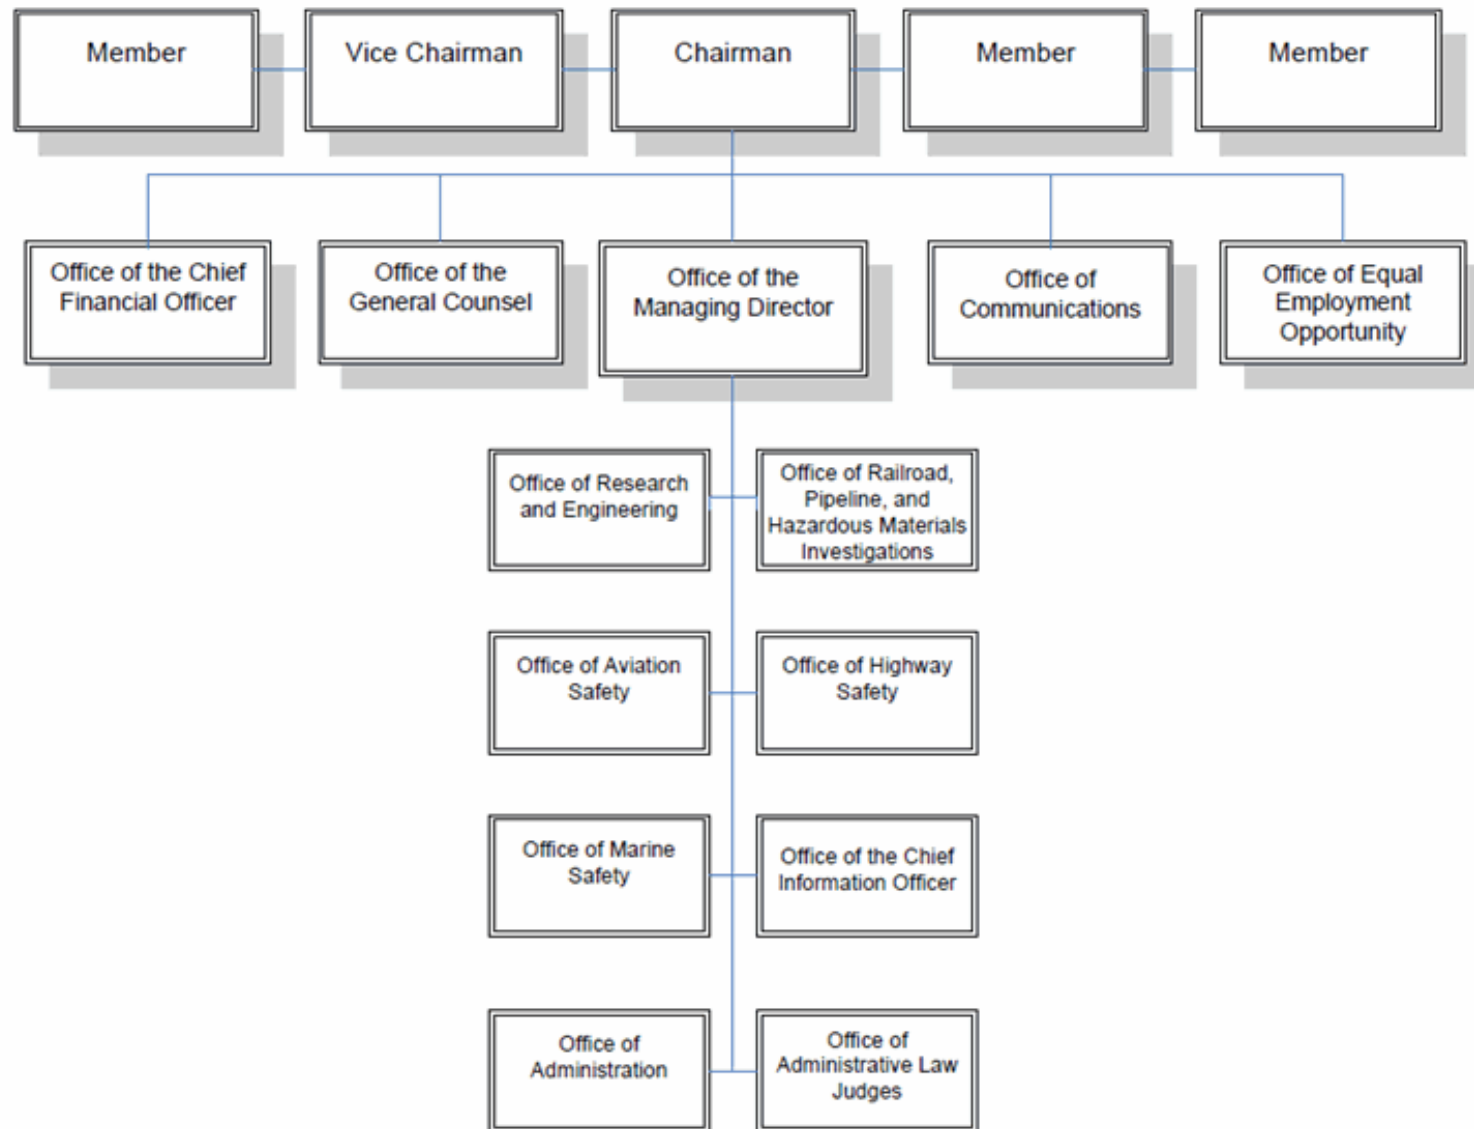 Member
Vice Chairman
Chairman
Member
Member
Office of the Chief
Financial Officer
Office of the
General Counsel
Office of the
Managing Director
Office of
Communications
Office of Equal
Employment
Opportunity
Office of Research
and Engineering
Office of Railroad,
Pipeline, and
Hazardous Materials
Investigations
Office of Aviation
Safety
Office of Highway
Safety
Office of Marine
Safety
Office of the Chief
Information Officer
Office of
Administration
Office of
Administrative Law
Judges